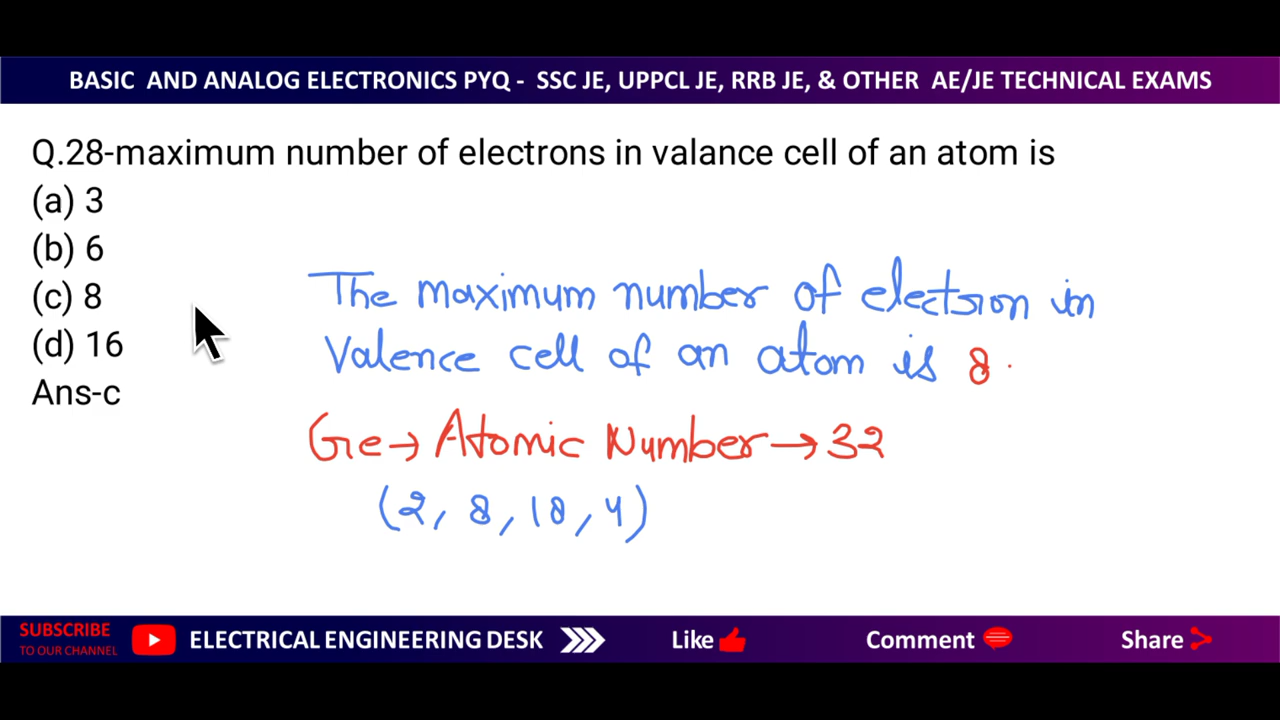 BASIC AND ANALOG ELECTRONICS PYQ - SSC JE, UPPCL JE, RRB JE, & OTHER AE/JE TECHNICAL EXAMS
Q.28-maximum number of electrons in valance cell of an atom is
(a) 3
(b) 6
(c) 8
(d) 16
Ans-c
The maximum number of electron in
Valence cell of an atom is 8.
Ge→ Atomic Number → 32
(2, 8, 18, 4)
SUBSCRIBE
TO OUR CHANNEL
ELECTRICAL ENGINEERING DESK
Like
Comment
Share